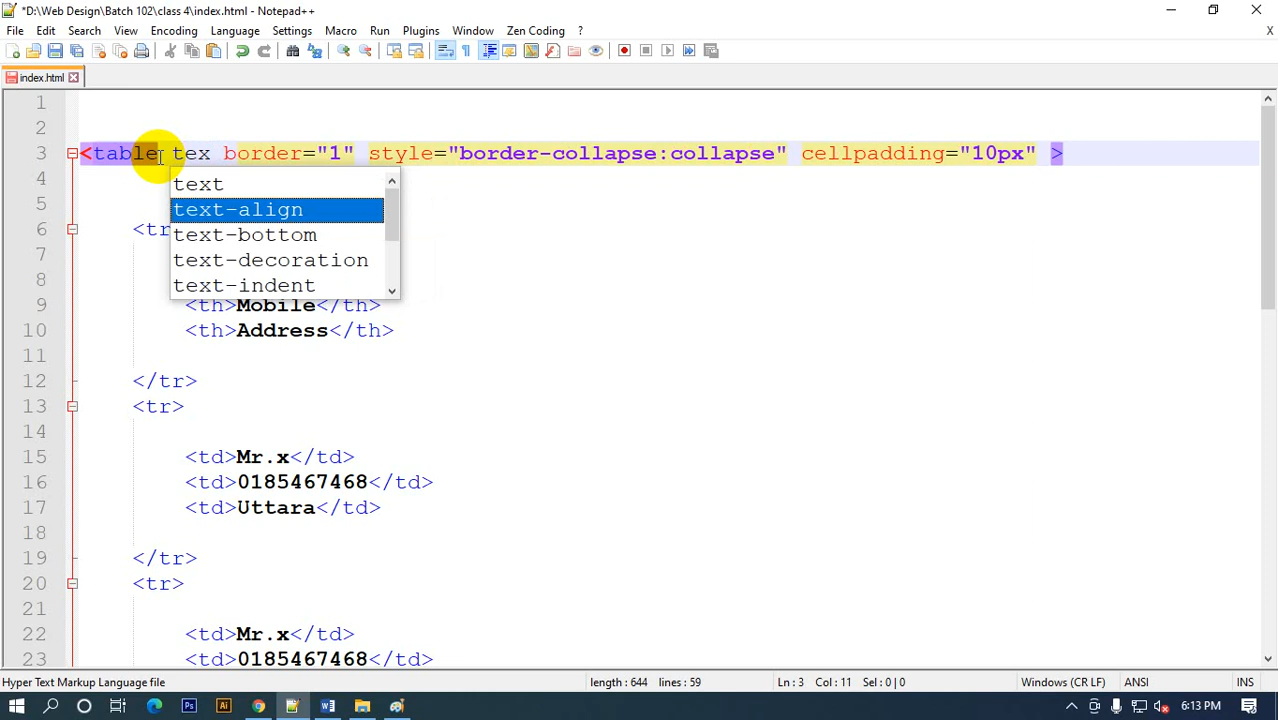 *D:\Web Design\Batch 102\class 4\index.html - Notepad++
File Edit Search View Encoding Language Settings Macro Run Plugins Window Zen Coding ? X
index.html
1
2
3 <table tex border="1" style="border-collapse:collapse" cellpadding="10px" >
4 text
5 text-align
6 <tr text-bottom
7 text-decoration
8 text-indent
9 <th>Mobile</th>
10 <th>Address</th>
11
12 </tr>
13 <tr>
14
15 <td>Mr.x</td>
16 <td>0185467468</td>
17 <td>Uttara</td>
18
19 </tr>
20 <tr>
21
22 <td>Mr.x</td>
23 <td>0185467468</td>
Hyper Text Markup Language file length : 644 lines : 59 Ln : 3 Col : 11 Sel : 0 | 0 Windows (CR LF) ANSI INS
Ps Ai W 6:13 PM